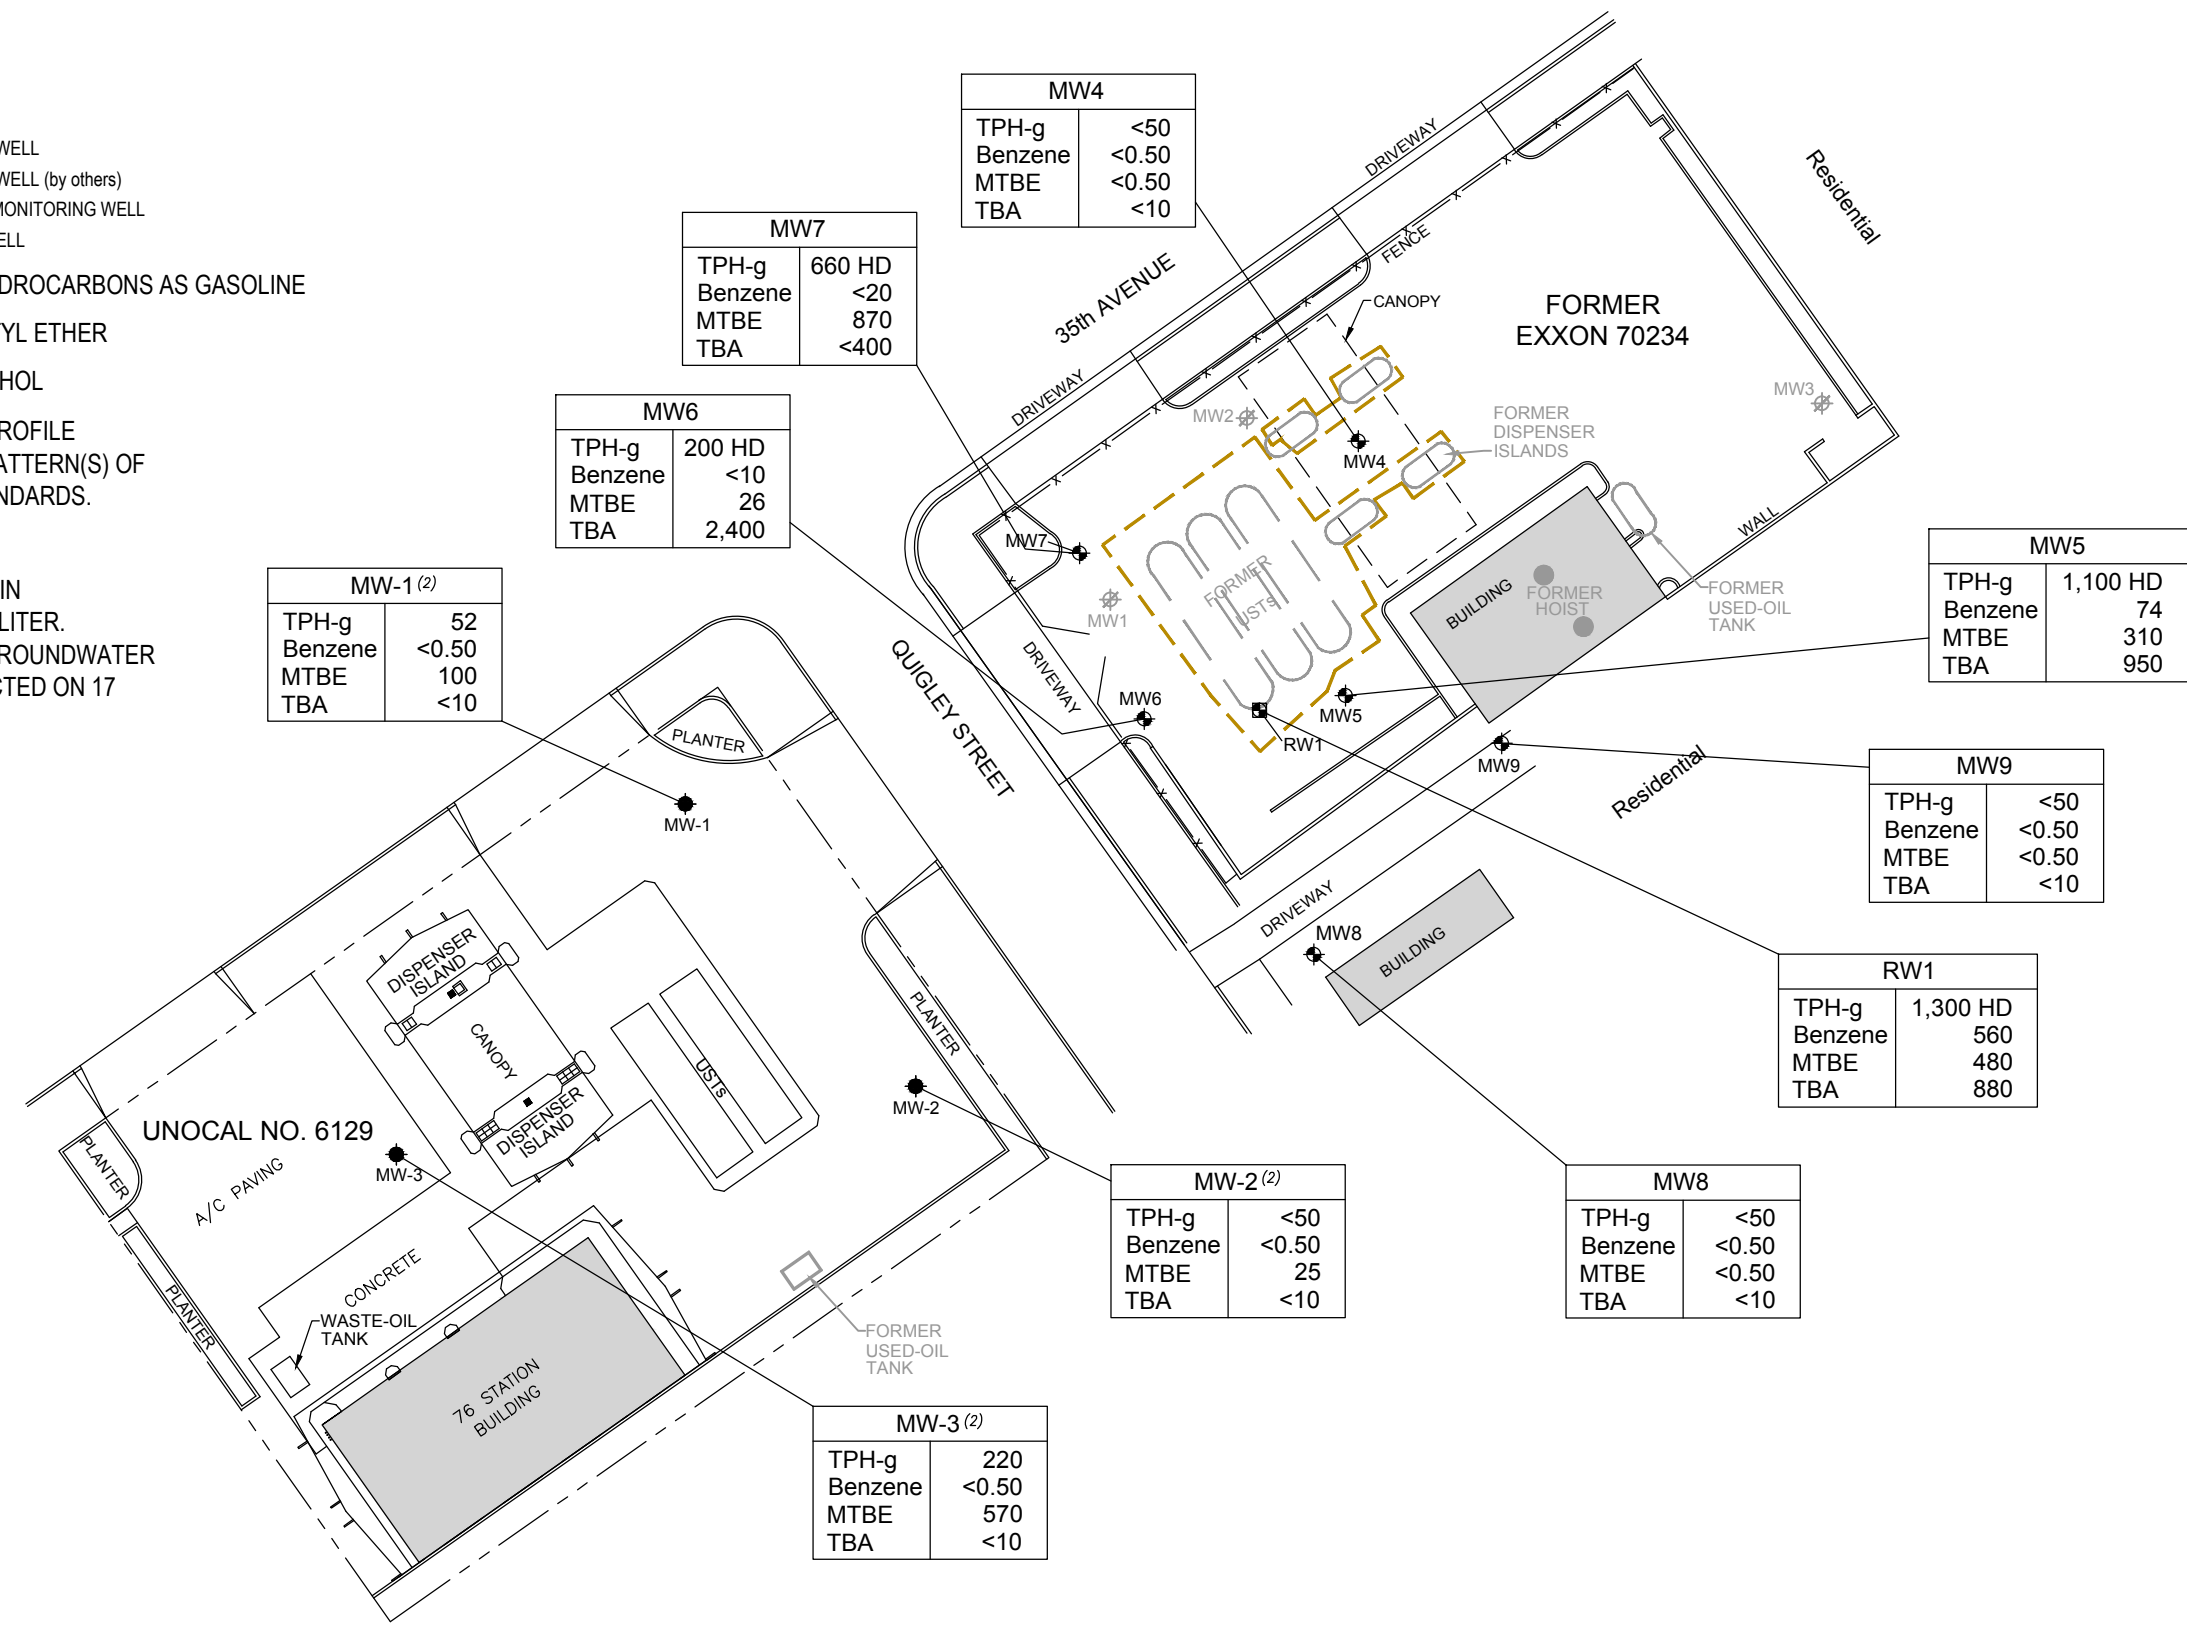 WELL
WELL (by others)
MONITORING WELL
ELL
DROCARBONS AS GASOLINE
TYL ETHER
HOL
ROFILE
ATTERN(S) OF
NDARDS.
IN
LITER.
ROUNDWATER
CTED ON 17
MW4
TPH-g <50
Benzene <0.50
MTBE <0.50
TBA <10
MW7
TPH-g 660 HD
Benzene <20
MTBE 870
TBA <400
MW6
TPH-g 200 HD
Benzene <10
MTBE 26
TBA 2,400
MW-1 (2)
TPH-g 52
Benzene <0.50
MTBE 100
TBA <10
MW5
TPH-g 1,100 HD
Benzene 74
MTBE 310
TBA 950
MW9
TPH-g <50
Benzene <0.50
MTBE <0.50
TBA <10
RW1
TPH-g 1,300 HD
Benzene 560
MTBE 480
TBA 880
MW8
TPH-g <50
Benzene <0.50
MTBE <0.50
TBA <10
MW-2 (2)
TPH-g <50
Benzene <0.50
MTBE 25
TBA <10
MW-3 (2)
TPH-g 220
Benzene <0.50
MTBE 570
TBA <10
35th AVENUE
DRIVEWAY
DRIVEWAY
FENCE
CANOPY
FORMER
EXXON 70234
Residential
MW3
MW2
MW4
FORMER
DISPENSER
ISLANDS
WALL
MW7
MW1
FORMER
USTs
BUILDING
FORMER
HOIST
FORMER
USED-OIL
TANK
DRIVEWAY
QUIGLEY STREET
MW6
MW5
RW1
MW9
Residential
DRIVEWAY
MW8
BUILDING
PLANTER
MW-1
DISPENSER
ISLAND
CANOPY
DISPENSER
ISLAND
USTs
PLANTER
MW-2
UNOCAL NO. 6129
MW-3
PLANTER
A/C PAVING
PLANTER
CONCRETE
WASTE-OIL
TANK
76 STATION
BUILDING
FORMER
USED-OIL
TANK